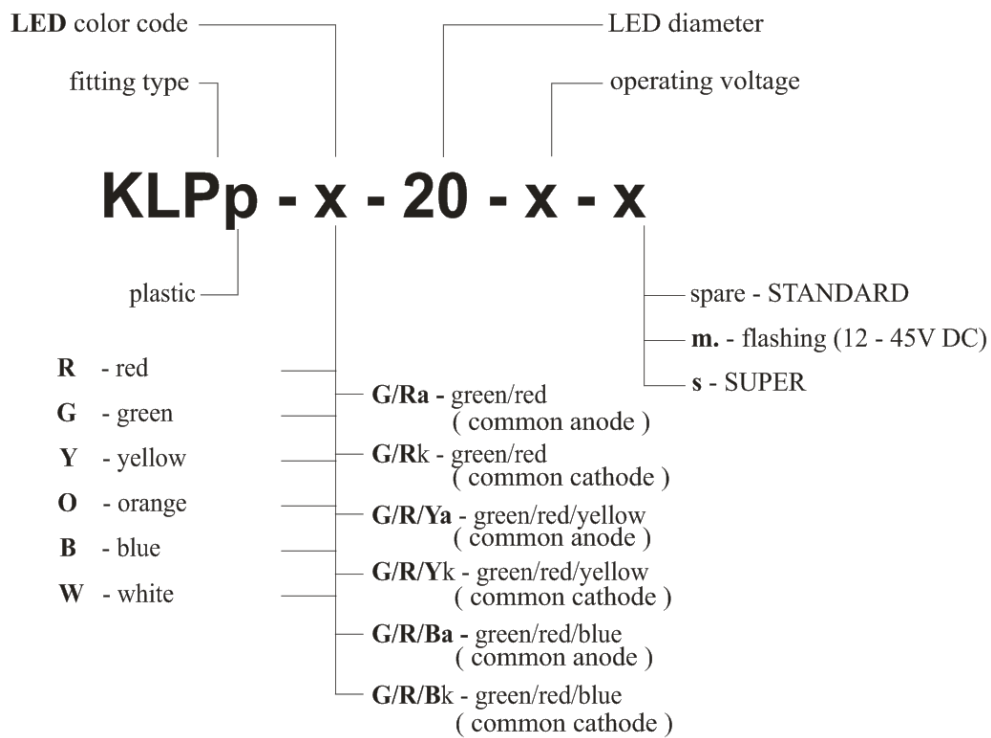 LED color code
LED diameter
fitting type
operating voltage
KLPp - x - 20 - x - x
plastic
spare - STANDARD
m. - flashing (12 - 45V DC)
s - SUPER
R - red
G - green
Y - yellow
O - orange
B - blue
W - white
G/Ra - green/red
( common anode )
G/Rk - green/red
( common cathode )
G/R/Ya - green/red/yellow
( common anode )
G/R/Yk - green/red/yellow
( common cathode )
G/R/Ba - green/red/blue
( common anode )
G/R/Bk - green/red/blue
( common cathode )